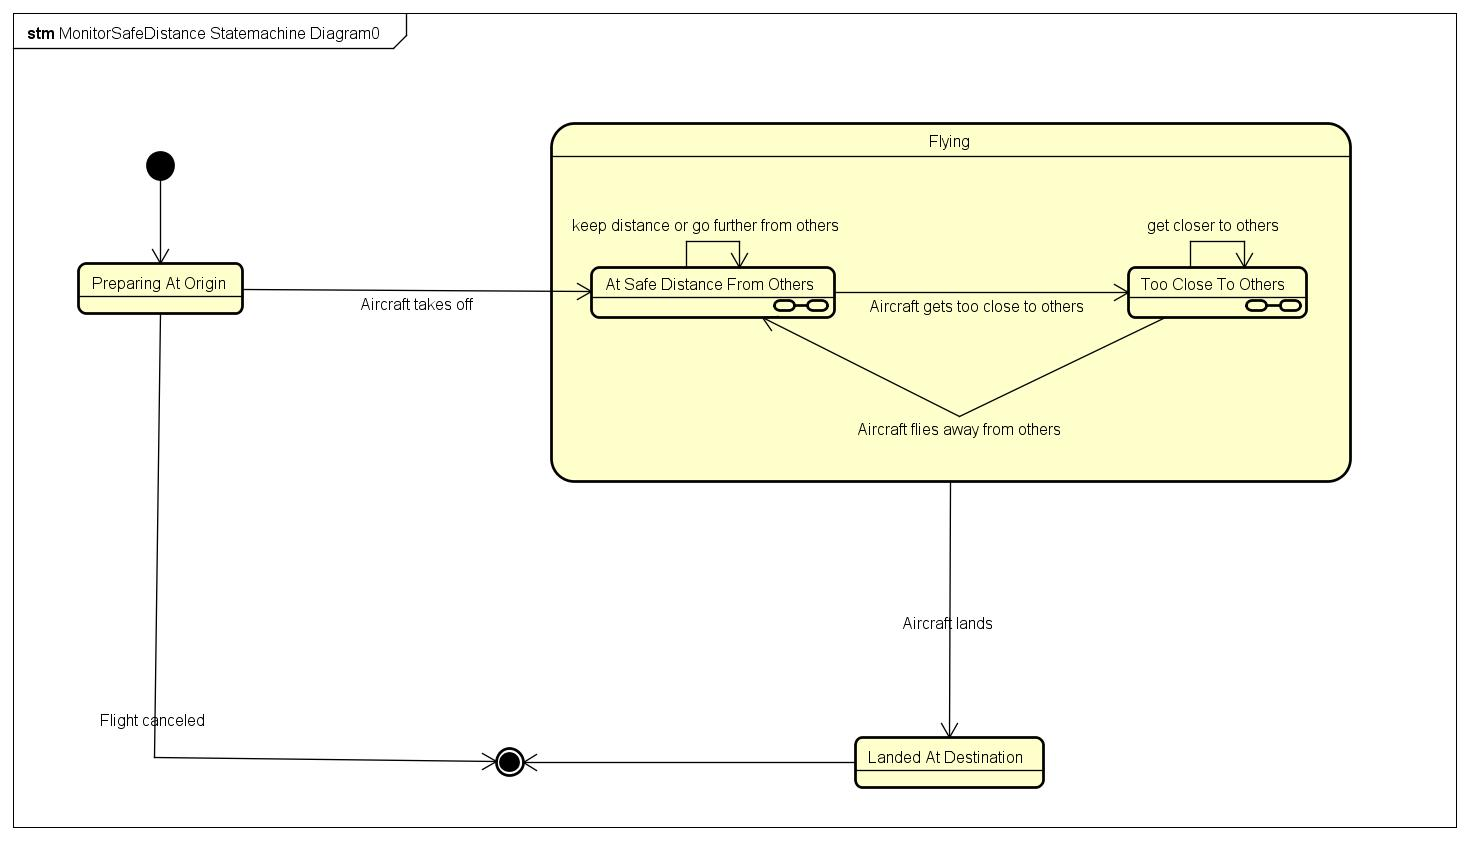 stm MonitorSafeDistance Statemachine Diagram0
Flying
keep distance or go further from others
get closer to others
Preparing At Origin
At Safe Distance From Others
Too Close To Others
Aircraft takes off
Aircraft gets too close to others
Aircraft flies away from others
Aircraft lands
Flight canceled
Landed At Destination